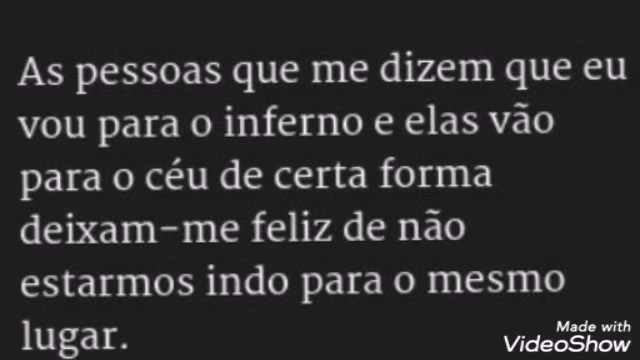 As pessoas que me dizem que eu
vou para o inferno e elas vão
para o céu de certa forma
deixam-me feliz de não
estarmos indo para o mesmo
lugar.
Made with
VideoShow